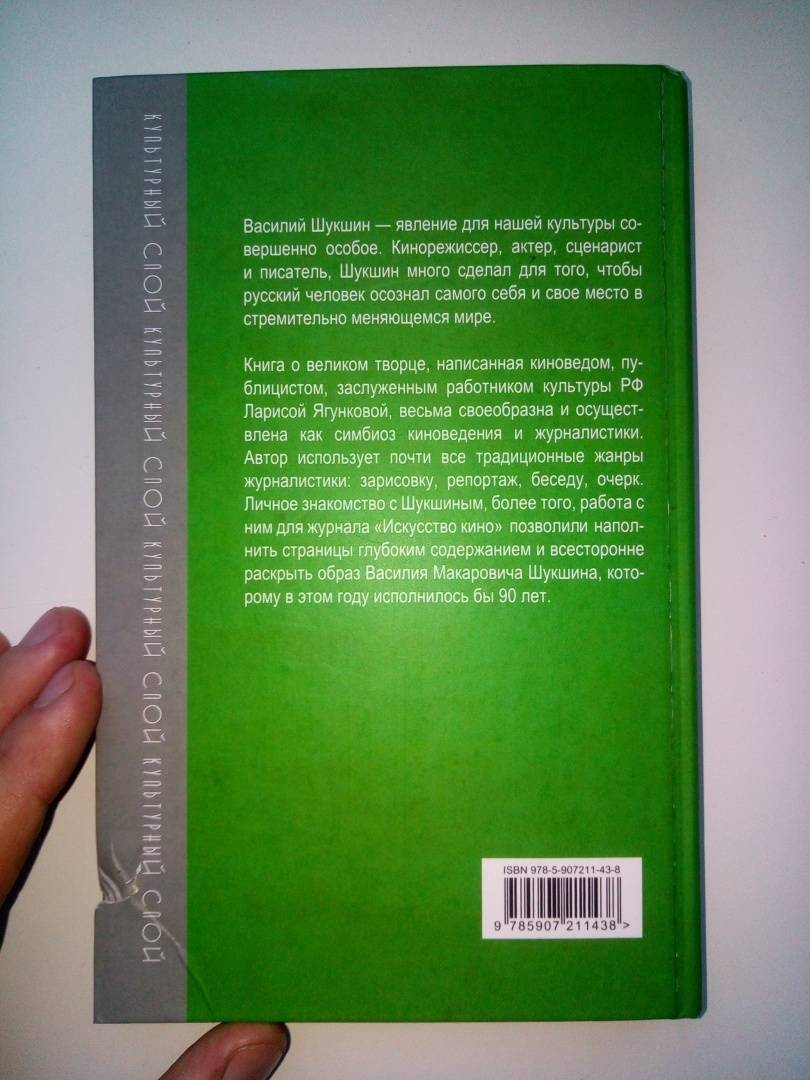 КУЛЬТУРНЫЙ СЛОЙ КУЛЬТУРНЫЙ СЛОЙ КУЛЬТУРНЫЙ СЛОЙ КУЛЬТУРНЫЙ СЛОЙ
Василий Шукшин — явление для нашей культуры со-
вершенно особое. Кинорежиссер, актер, сценарист
и писатель, Шукшин много сделал для того, чтобы
русский человек осознал самого себя и свое место в
стремительно меняющемся мире.
Книга о великом творце, написанная киноведом, пу-
блицистом, заслуженным работником культуры РФ
Ларисой Ягунковой, весьма своеобразна и осущест-
влена как симбиоз киноведения и журналистики.
Автор использует почти все традиционные жанры
журналистики: зарисовку, репортаж, беседу, очерк.
Личное знакомство с Шукшиным, более того, работа с
ним для журнала «Искусство кино» позволили напол-
нить страницы глубоким содержанием и всесторонне
раскрыть образ Василия Макаровича Шукшина, кото-
рому в этом году исполнилось бы 90 лет.
ISBN 978-5-907211-43-8
9 785907 211438 >